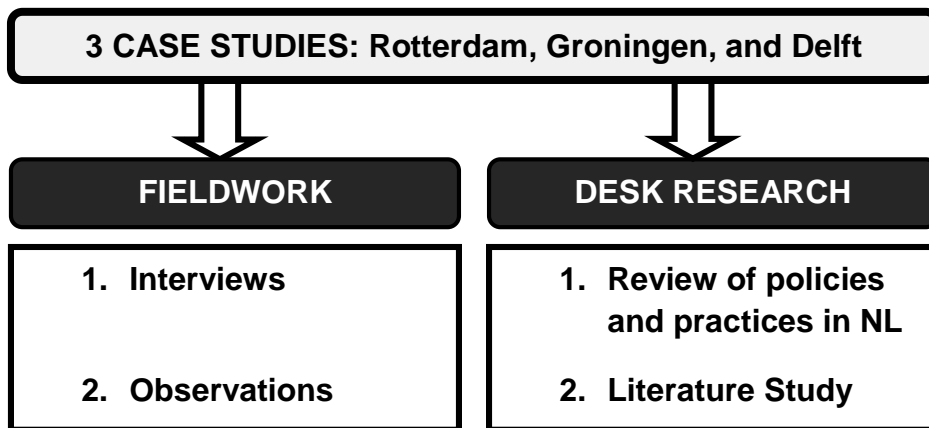 3 CASE STUDIES: Rotterdam, Groningen, and Delft
FIELDWORK
1. Interviews
2. Observations
DESK RESEARCH
1. Review of policies
and practices in NL
2. Literature Study